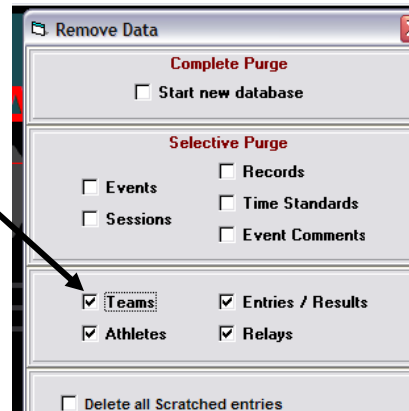 Remove Data
Complete Purge
Start new database
Selective Purge
Events
Sessions
Records
Time Standards
Event Comments
Teams
Athletes
Entries / Results
Relays
Delete all Scratched entries